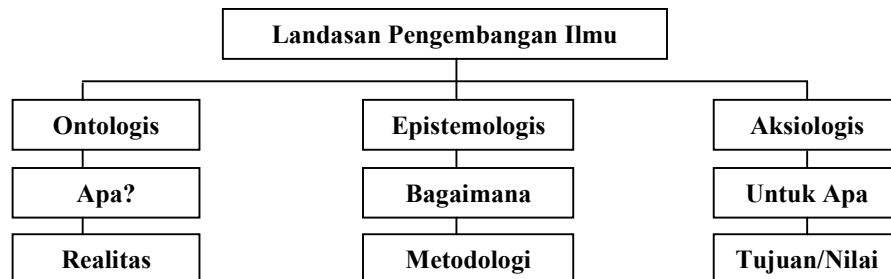 Landasan Pengembangan Ilmu
Ontologis
Epistemologis
Aksiologis
Apa?
Bagaimana
Untuk Apa
Realitas
Metodologi
Tujuan/Nilai